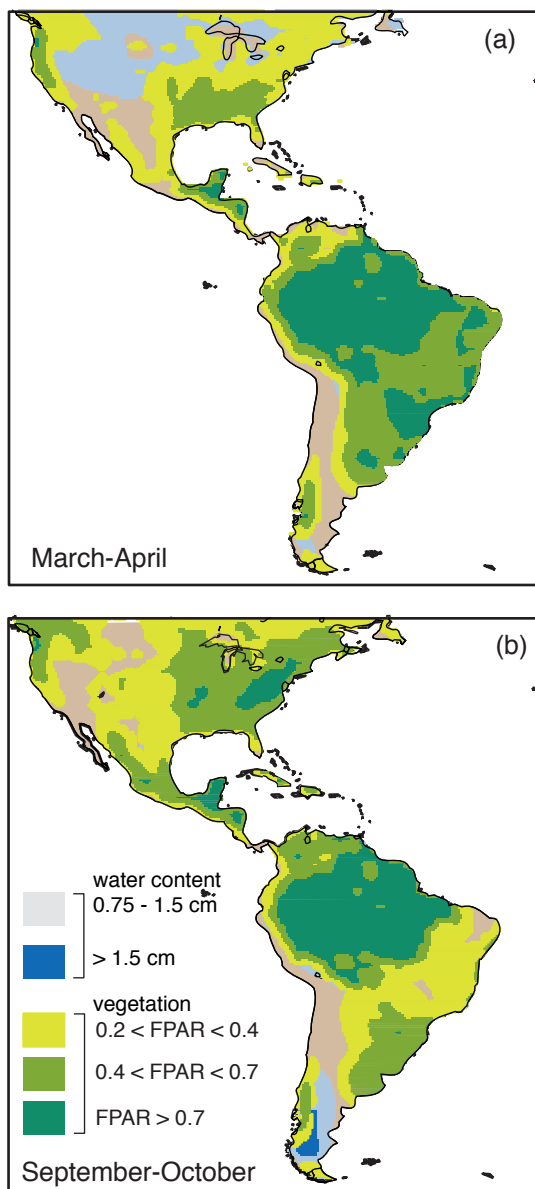 (a)
March-April
(b)
water content
0.75 - 1.5 cm
> 1.5 cm
vegetation
0.2 < FPAR < 0.4
0.4 < FPAR < 0.7
FPAR > 0.7
September-October